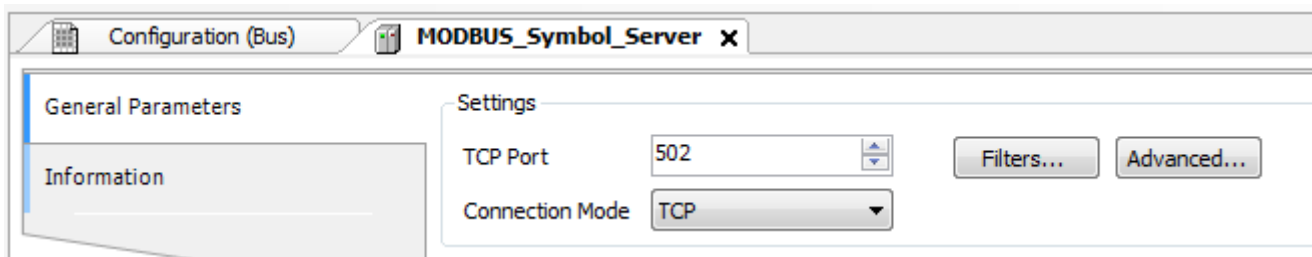 Configuration (Bus) MODBUS_Symbol_Server x
General Parameters
Information
Settings
TCP Port 502 Filters... Advanced...
Connection Mode TCP